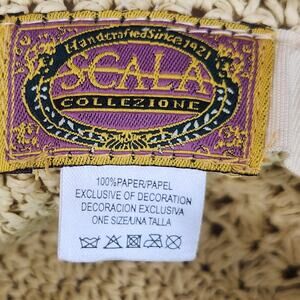 Handcrafted Since 1921
SCALA
COLLEZIONE
100%PAPER/PAPEL
EXCLUSIVE OF DECORATION
DECORACION EXCLUSIVA
ONE SIZE/UNA TALLA